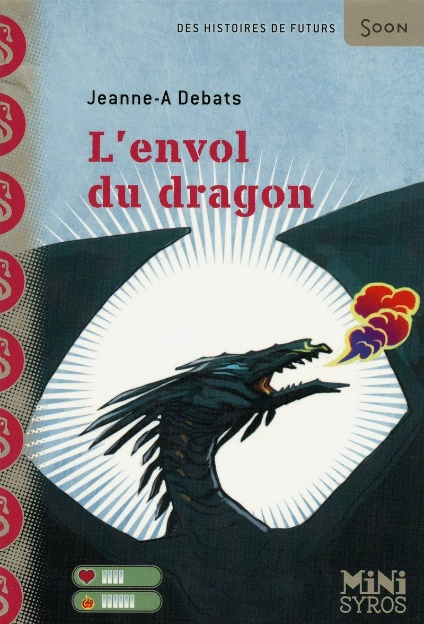 DES HISTOIRES DE FUTURS
SOON
Jeanne-A Debats
L'envol
du dragon
MiNi
SYROS